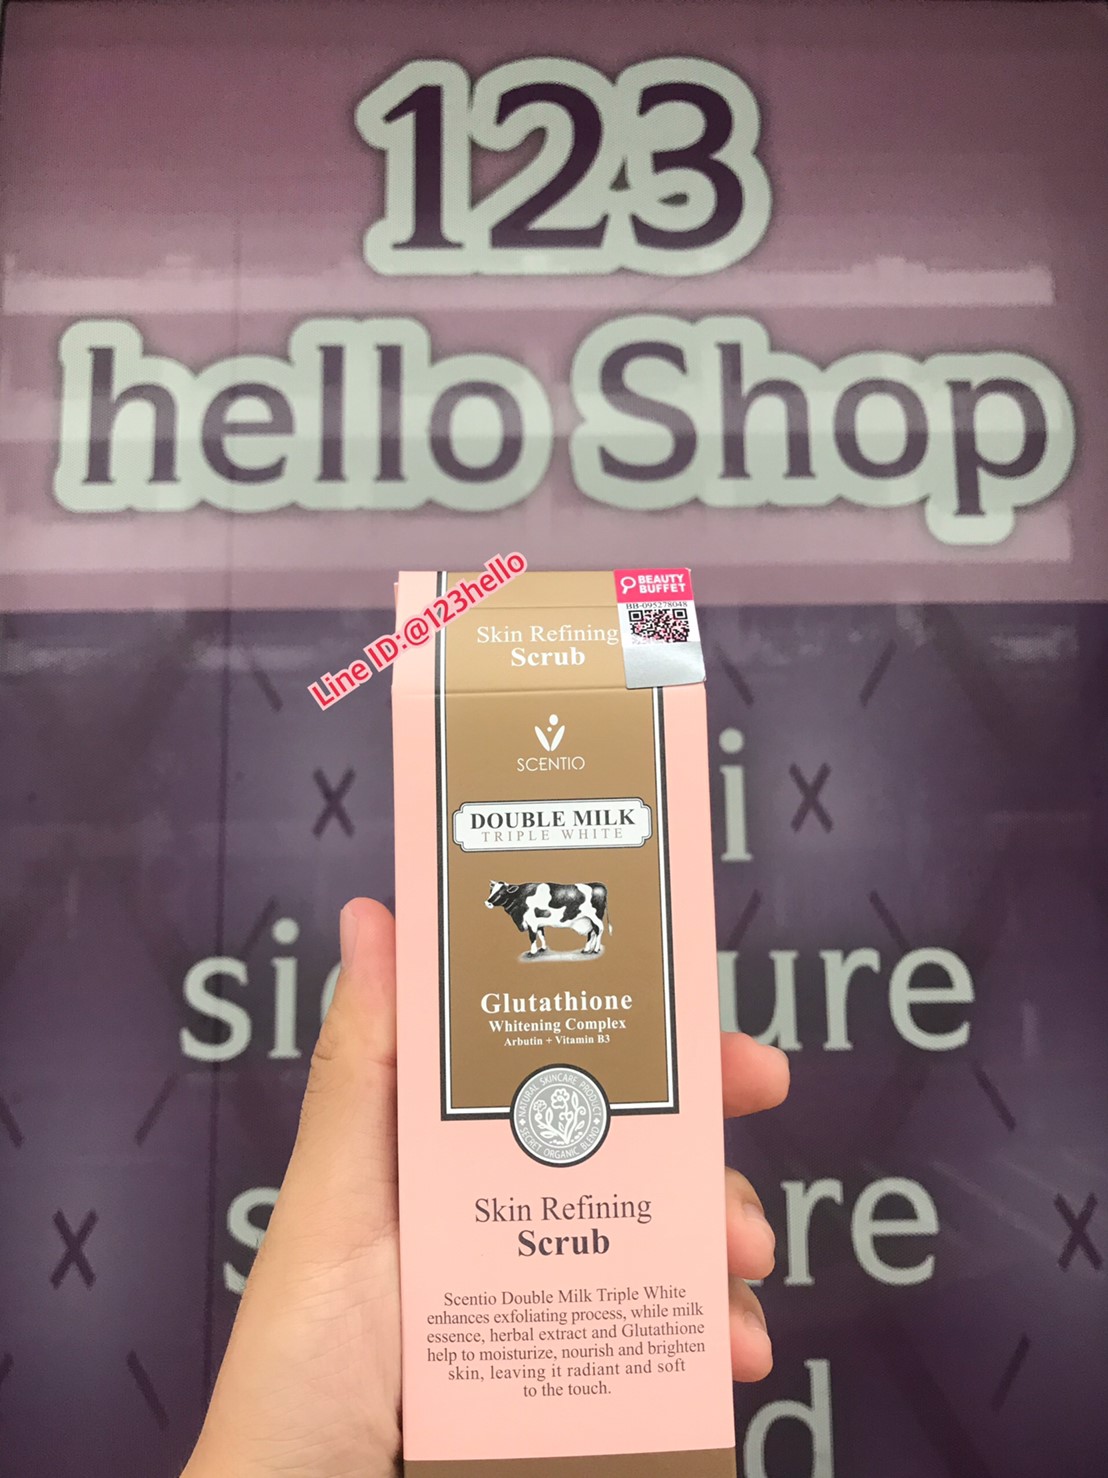 123
hello Shop
Line ID:@123hello
BEAUTY
BUFFET
BB-095278048
Skin Refining
Scrub
SCENTIO
DOUBLE MILK
TRIPLE WHITE
Glutathione
Whitening Complex
Arbutin + Vitamin B3
NATURAL SKINCARE PRODUCT
SECRET ORGANIC BLEND
Skin Refining
Scrub
Scentio Double Milk Triple White
enhances exfoliating process, while milk
essence, herbal extract and Glutathione
help to moisturize, nourish and brighten
skin, leaving it radiant and soft
to the touch.